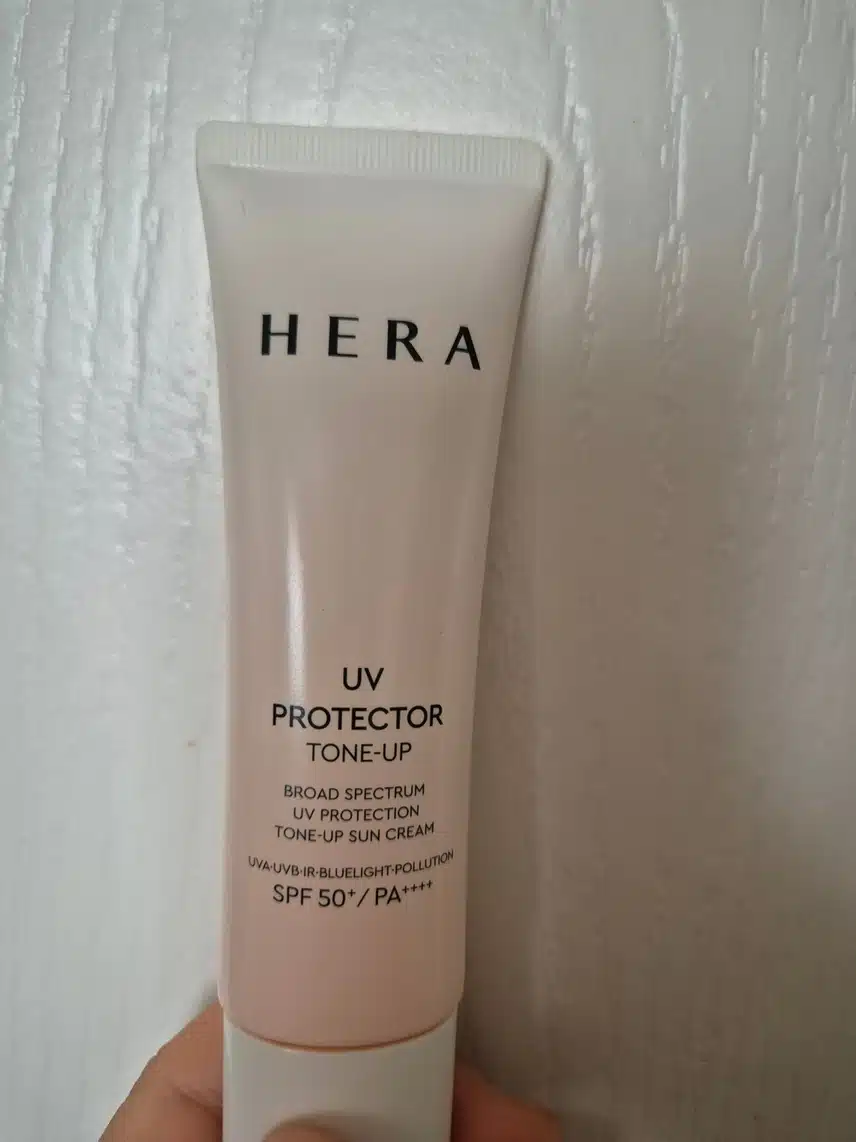 HERA
UV
PROTECTOR
TONE-UP
BROAD SPECTRUM
UV PROTECTION
TONE-UP SUN CREAM
UVA·UVB·IR·BLUELIGHT·POLLUTION
SPF 50⁺/ PA⁺⁺⁺⁺